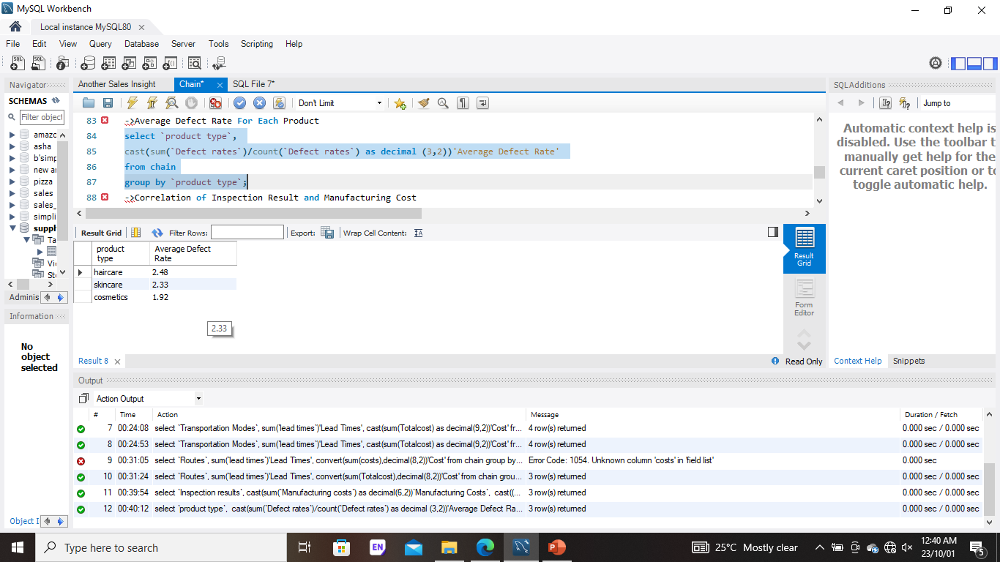 MySQL Workbench
Local instance MySQL80
File Edit View Query Database Server Tools Scripting Help
Navigator
SCHEMAS
Filter object
amazo
asha
b'simp
new ar
pizza
sales
sales_
simpli
suppl
Ta
Vi
St
Adminis
Information
No
object
selected
Object I
Another Sales Insight Chain* SQL File 7*
Don't Limit
83 ->Average Defect Rate For Each Product
84 select `product type`,
85 cast(sum(`Defect rates`)/count(`Defect rates`) as decimal (3,2))'Average Defect Rate'
86 from chain
87 group by `product type`;
88 ->Correlation of Inspection Result and Manufacturing Cost
Result Grid Filter Rows: Export: Wrap Cell Content:
product type Average Defect Rate
haircare 2.48
skincare 2.33
cosmetics 1.92
2.33
Result Grid
Form Editor
Result 8
Read Only
SQLAdditions
Jump to
Automatic context help is
disabled. Use the toolbar t
manually get help for the
current caret position or to
toggle automatic help.
Context Help Snippets
Output
Action Output
# Time Action Message Duration / Fetch
7 00:24:08 select `Transportation Modes`, sum(`lead times`)'Lead Times', cast(sum(Totalcost) as decimal(9,2))'Cost' fr... 4 row(s) returned 0.000 sec / 0.000 sec
8 00:24:53 select `Transportation Modes`, sum(`lead times`)'Lead Times', cast(sum(Totalcost) as decimal(9,2))'Cost' fr... 4 row(s) returned 0.000 sec / 0.000 sec
9 00:31:05 select `Routes`, sum(`lead times`)'Lead Times', convert(sum(costs),decimal(8,2))'Cost' from chain group by... Error Code: 1054. Unknown column 'costs' in 'field list' 0.000 sec
10 00:31:24 select `Routes`, sum(`lead times`)'Lead Times', convert(sum(Totalcost),decimal(8,2))'Cost' from chain grou... 3 row(s) returned 0.000 sec / 0.000 sec
11 00:39:54 select `Inspection results`, cast(sum(`Manufacturing costs`) as decimal(6,2))`Manufacturing Costs`, cast((... 3 row(s) returned 0.000 sec / 0.000 sec
12 00:40:12 select `product type`, cast(sum(`Defect rates`)/count(`Defect rates`) as decimal (3,2))'Average Defect Ra... 3 row(s) returned 0.000 sec / 0.000 sec
Type here to search
EN
25°C Mostly clear
12:40 AM
23/10/01
5